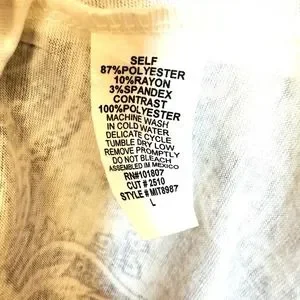 SELF
87%POLYESTER
10%RAYON
3%SPANDEX
CONTRAST
100%POLYESTER
MACHINE WASH
IN COLD WATER
DELICATE CYCLE
TUMBLE DRY LOW
REMOVE PROMPTLY
DO NOT BLEACH
ASSEMBLED IN MEXICO
RN#101807
CUT # 2510
STYLE # MIT8987
L